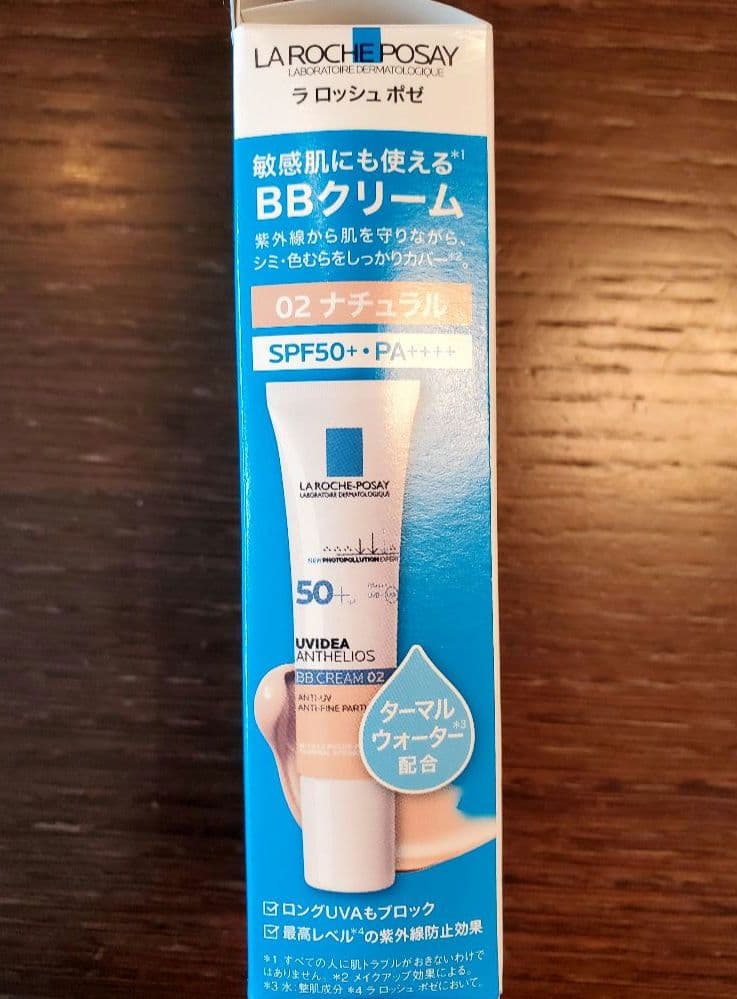 LA ROCHE POSAY
LABORATOIRE DERMATOLOGIQUE
ラ ロッシュ ポゼ
敏感肌にも使える*1
BBクリーム
紫外線から肌を守りながら、
シミ・色むらをしっかりカバー*2。
02 ナチュラル
SPF50+・PA++++
LA ROCHE-POSAY
LABORATOIRE DERMATOLOGIQUE
NEW PHOTOPOLLUTION EXPERT
50+
UVIDEA
ANTHELIOS
BB CREAM 02
ANTI-UV
ANTI-FINE
ターマル
ウォーター*3
配合
☑ロングUVAもブロック
☑最高レベル*4の紫外線防止効果
*1 すべての人に肌トラブルがおきないわけで
はありません。*2 メイクアップ効果による。
*3 水：整肌成分 *4 ラ ロッシュ ポゼにおいて。